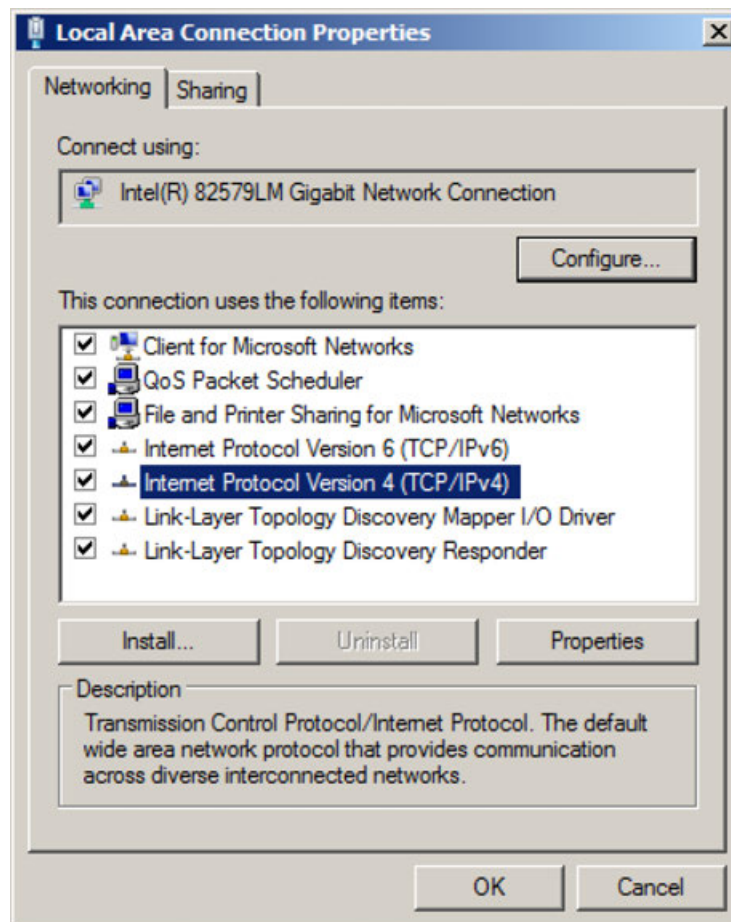 Local Area Connection Properties
Networking
Sharing
Connect using:
Intel(R) 82579LM Gigabit Network Connection
Configure...
This connection uses the following items:
Client for Microsoft Networks
QoS Packet Scheduler
File and Printer Sharing for Microsoft Networks
Internet Protocol Version 6 (TCP/IPv6)
Internet Protocol Version 4 (TCP/IPv4)
Link-Layer Topology Discovery Mapper I/O Driver
Link-Layer Topology Discovery Responder
Install...
Uninstall
Properties
Description
Transmission Control Protocol/Internet Protocol. The default
wide area network protocol that provides communication
across diverse interconnected networks.
OK
Cancel